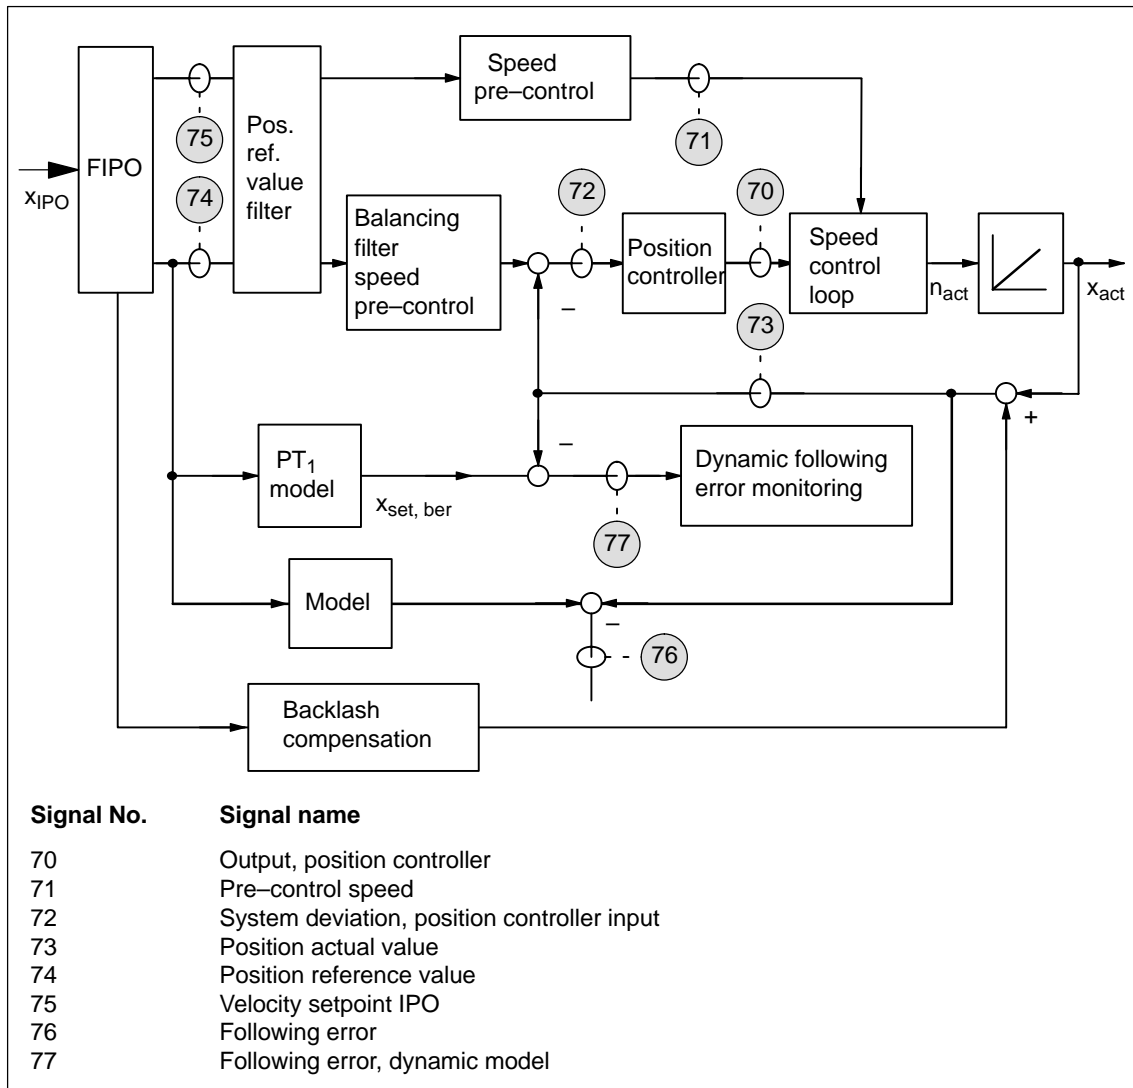 FIPO
xIPO
75
74
Pos.
ref.
value
filter
Speed
pre–control
71
Balancing
filter
speed
pre–control
72
–
Position
controller
70
Speed
control
loop
nact
xact
73
+
PT1
model
xset, ber
–
77
Dynamic following
error monitoring
Model
–
76
Backlash
compensation
Signal No. Signal name
70 Output, position controller
71 Pre–control speed
72 System deviation, position controller input
73 Position actual value
74 Position reference value
75 Velocity setpoint IPO
76 Following error
77 Following error, dynamic model